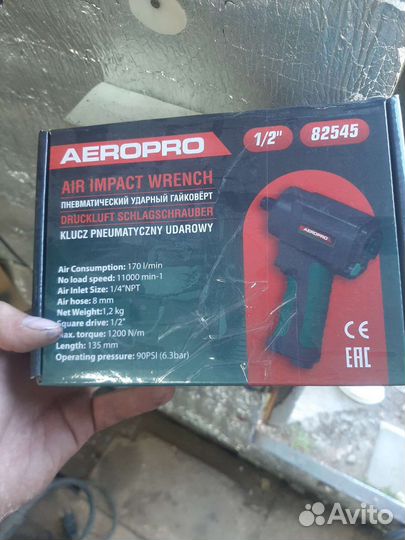 AEROPRO
1/2"
82545
AIR IMPACT WRENCH
ПНЕВМАТИЧЕСКИЙ УДАРНЫЙ ГАЙКОВЁРТ
DRUCKLUFT SCHLAGSCHRAUBER
KLUCZ PNEUMATYCZNY UDAROWY
AEROPRO
Air Consumption: 170 l/min
No load speed: 11000 min-1
Air Inlet Size: 1/4"NPT
Air hose: 8 mm
Net Weight: 1,2 kg
Square drive: 1/2"
Max. torque: 1200 N/m
Length: 135 mm
Operating pressure: 90PSI (6.3bar)
CE
EAC
Avito